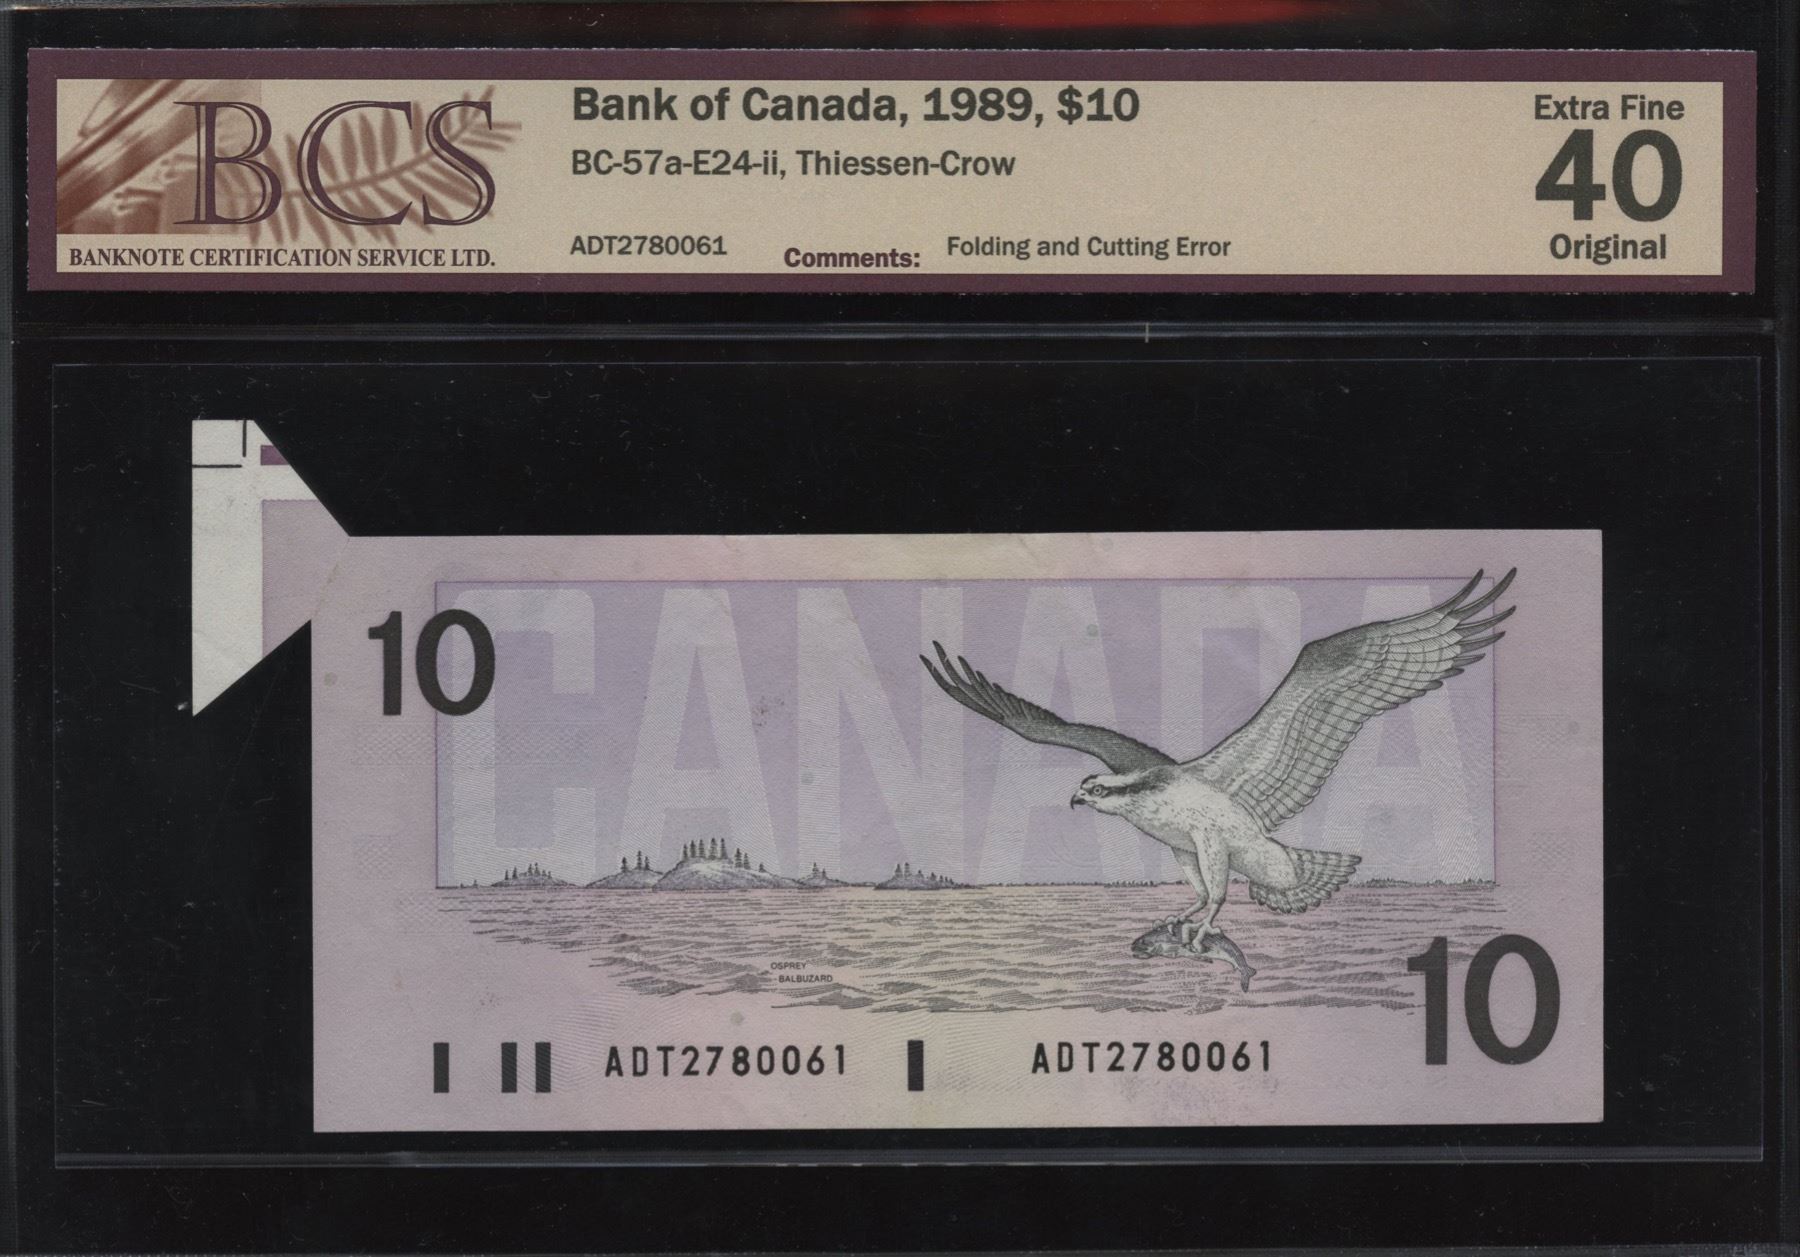 BCS
BANKNOTE CERTIFICATION SERVICE LTD.
Bank of Canada, 1989, $10
BC-57a-E24-ii, Thiessen-Crow
ADT2780061
Comments: Folding and Cutting Error
Extra Fine
40
Original
CANADA
10
OSPREY
BALBUZARD
10
ADT2780061
ADT2780061